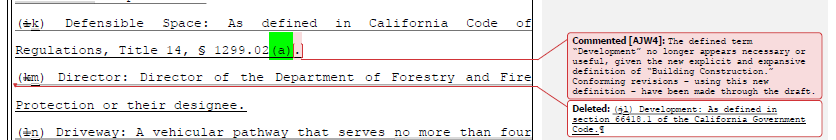 (ik) Defensible Space: As defined in California Code of
Regulations, Title 14, § 1299.02(a).
(km) Director: Director of the Department of Forestry and Fire
Protection or their designee.
(ln) Driveway: A vehicular pathway that serves no more than four
Commented [AJW4]: The defined term
“Development” no longer appears necessary or
useful, given the new explicit and expansive
definition of “Building Construction.”
Conforming revisions – using this new
definition – have been made through the draft.
Deleted: (jl) Development: As defined in
section 66418.1 of the California Government
Code.¶